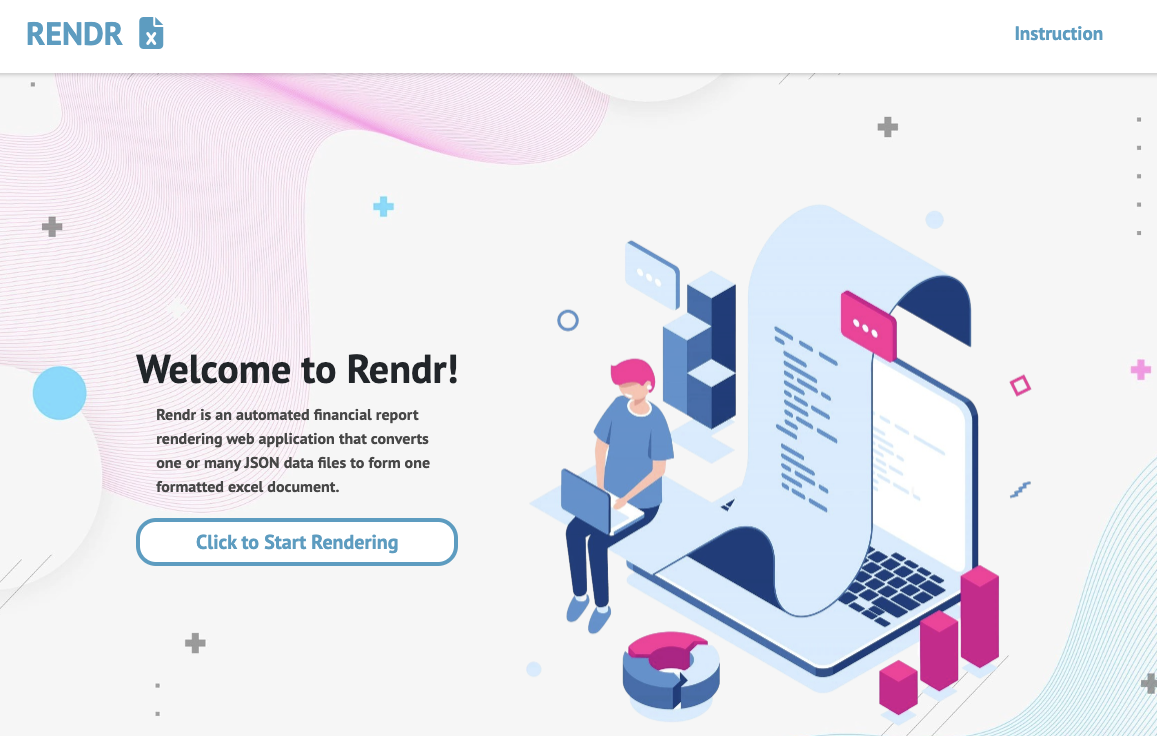 RENDR
Instruction
Welcome to Rendr!
Rendr is an automated financial report
rendering web application that converts
one or many JSON data files to form one
formatted excel document.
Click to Start Rendering